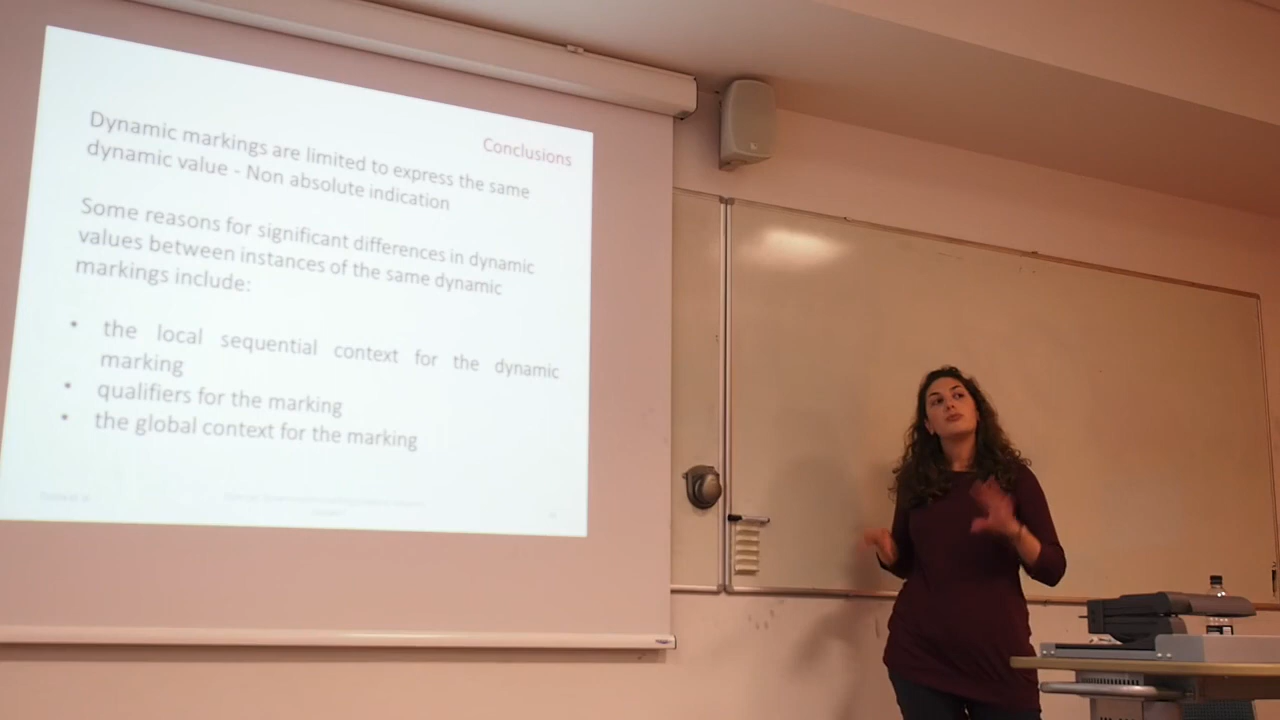 Conclusions
Dynamic markings are limited to express the same
dynamic value - Non absolute indication
Some reasons for significant differences in dynamic
values between instances of the same dynamic
markings include:
• the local sequential context for the dynamic
marking
• qualifiers for the marking
• the global context for the marking